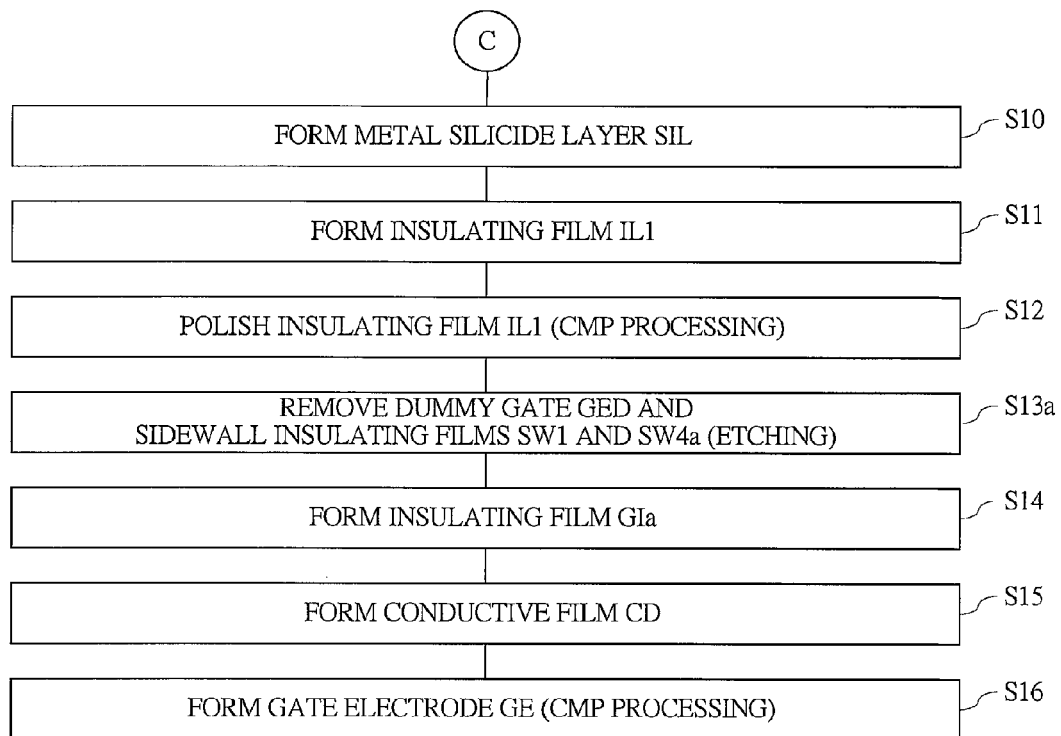 C
FORM METAL SILICIDE LAYER SIL
S10
FORM INSULATING FILM IL1
S11
POLISH INSULATING FILM IL1 (CMP PROCESSING)
S12
REMOVE DUMMY GATE GED AND
SIDEWALL INSULATING FILMS SW1 AND SW4a (ETCHING)
S13a
FORM INSULATING FILM GIa
S14
FORM CONDUCTIVE FILM CD
S15
FORM GATE ELECTRODE GE (CMP PROCESSING)
S16